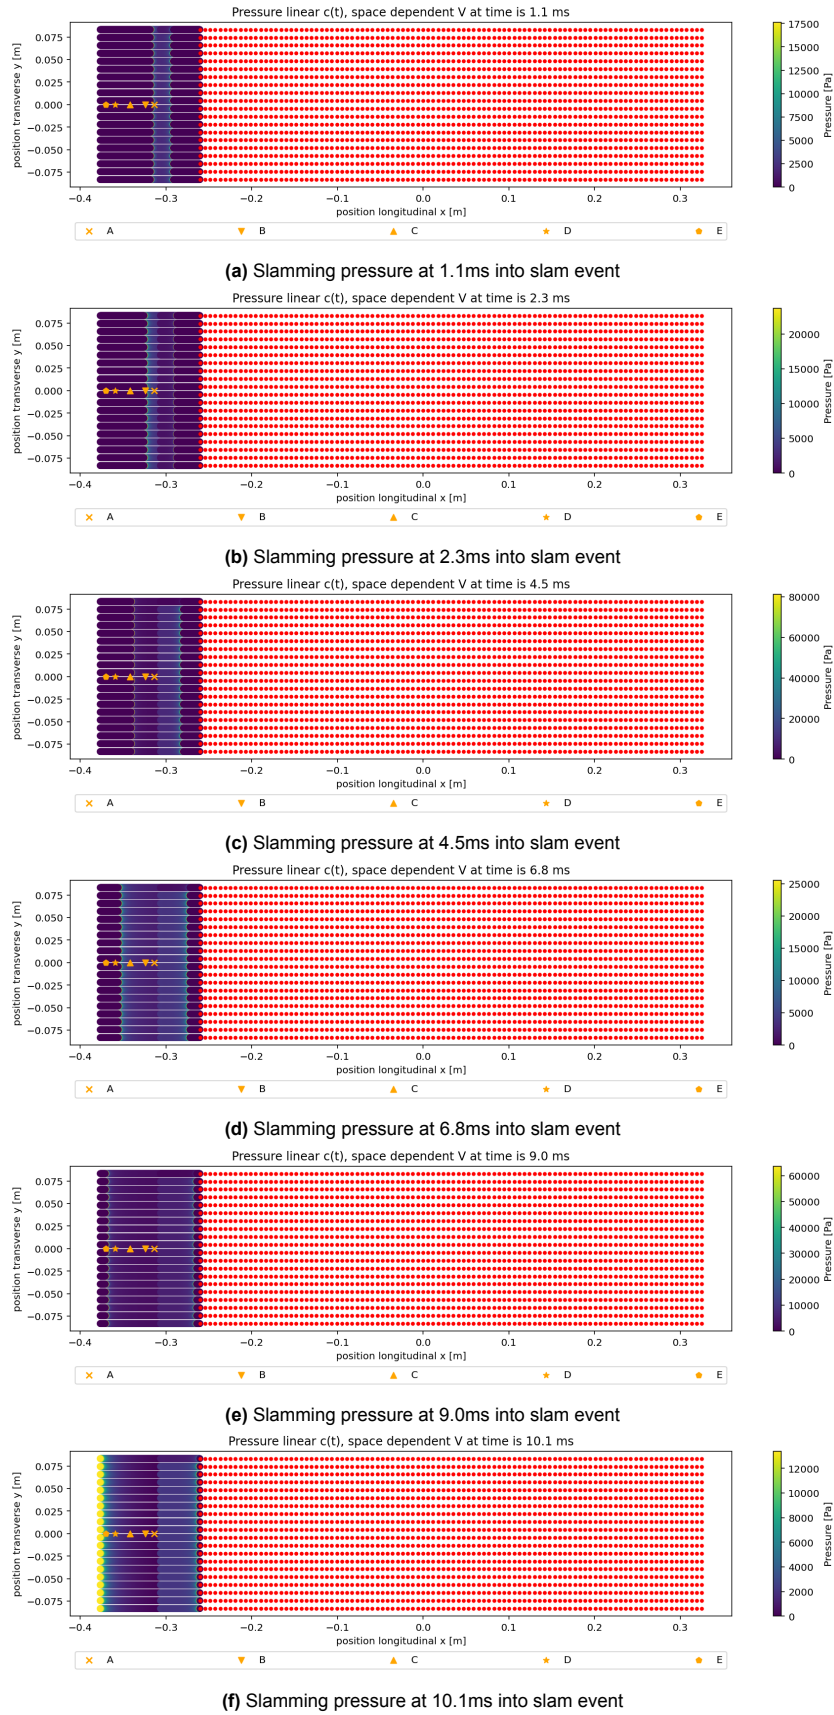 Pressure linear c(t), space dependent V at time is 1.1 ms
position transverse y [m]
0.075
0.050
0.025
0.000
−0.025
−0.050
−0.075
−0.4 −0.3 −0.2 −0.1 0.0 0.1 0.2 0.3
position longitudinal x [m]
17500
15000
12500
10000
7500
5000
2500
0
Pressure [Pa]
A B C D E
(a) Slamming pressure at 1.1ms into slam event
Pressure linear c(t), space dependent V at time is 2.3 ms
position transverse y [m]
0.075
0.050
0.025
0.000
−0.025
−0.050
−0.075
−0.4 −0.3 −0.2 −0.1 0.0 0.1 0.2 0.3
position longitudinal x [m]
20000
15000
10000
5000
0
Pressure [Pa]
A B C D E
(b) Slamming pressure at 2.3ms into slam event
Pressure linear c(t), space dependent V at time is 4.5 ms
position transverse y [m]
0.075
0.050
0.025
0.000
−0.025
−0.050
−0.075
−0.4 −0.3 −0.2 −0.1 0.0 0.1 0.2 0.3
position longitudinal x [m]
80000
60000
40000
20000
0
Pressure [Pa]
A B C D E
(c) Slamming pressure at 4.5ms into slam event
Pressure linear c(t), space dependent V at time is 6.8 ms
position transverse y [m]
0.075
0.050
0.025
0.000
−0.025
−0.050
−0.075
−0.4 −0.3 −0.2 −0.1 0.0 0.1 0.2 0.3
position longitudinal x [m]
25000
20000
15000
10000
5000
0
Pressure [Pa]
A B C D E
(d) Slamming pressure at 6.8ms into slam event
Pressure linear c(t), space dependent V at time is 9.0 ms
position transverse y [m]
0.075
0.050
0.025
0.000
−0.025
−0.050
−0.075
−0.4 −0.3 −0.2 −0.1 0.0 0.1 0.2 0.3
position longitudinal x [m]
60000
50000
40000
30000
20000
10000
0
Pressure [Pa]
A B C D E
(e) Slamming pressure at 9.0ms into slam event
Pressure linear c(t), space dependent V at time is 10.1 ms
position transverse y [m]
0.075
0.050
0.025
0.000
−0.025
−0.050
−0.075
−0.4 −0.3 −0.2 −0.1 0.0 0.1 0.2 0.3
position longitudinal x [m]
12000
10000
8000
6000
4000
2000
0
Pressure [Pa]
A B C D E
(f) Slamming pressure at 10.1ms into slam event